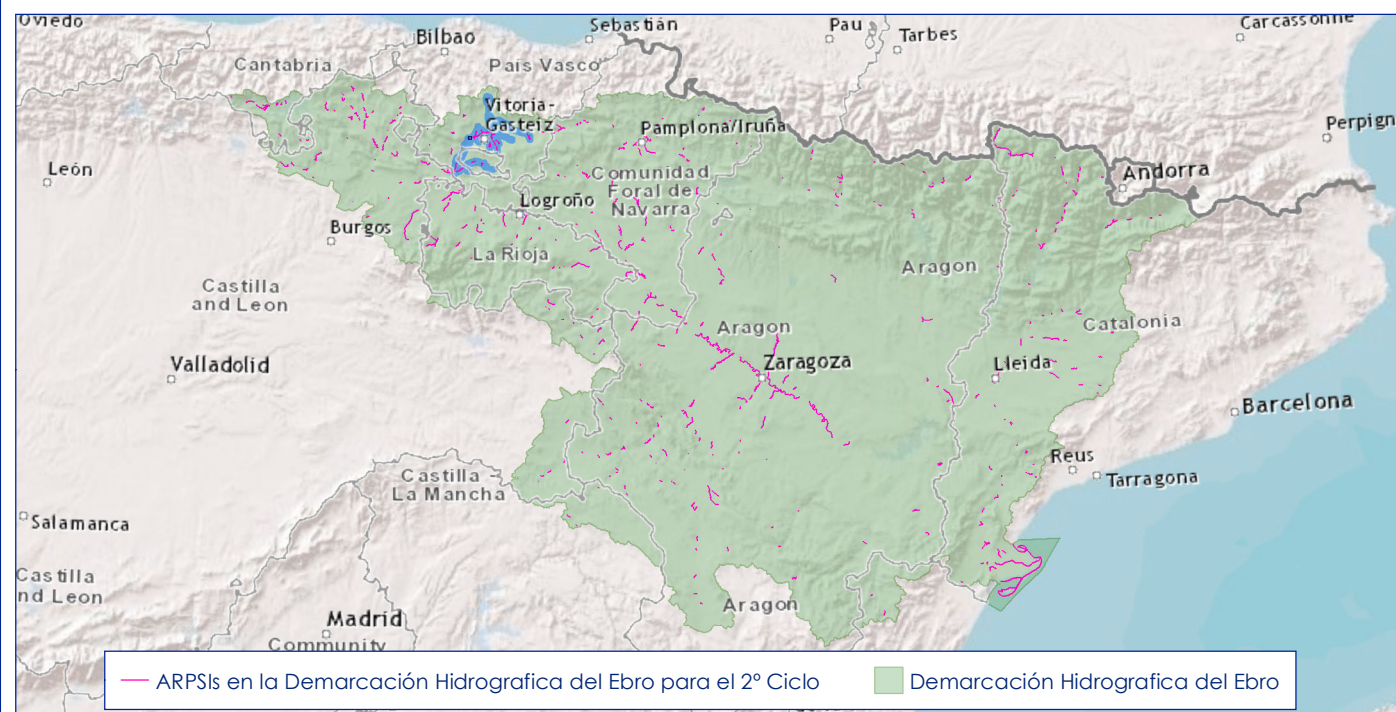 Oviedo
Bilbao
Sebastián
Pau
Tarbes
Carcassonne
Cantabria
País Vasco
Vitoria-
Gasteiz
Pamplona/Iruña
Perpign
León
Comunidad
Foral de
Navarra
Andorra
Logroño
Burgos
La Rioja
Aragon
Castilla
and Leon
Aragon
Catalonia
Valladolid
Zaragoza
Lleida
Barcelona
Reus
Castilla
La Mancha
Tarragona
Salamanca
Castilla
nd Leon
Aragon
Madrid
Community
ARPSIs en la Demarcación Hidrografica del Ebro para el 2º Ciclo
Demarcación Hidrografica del Ebro